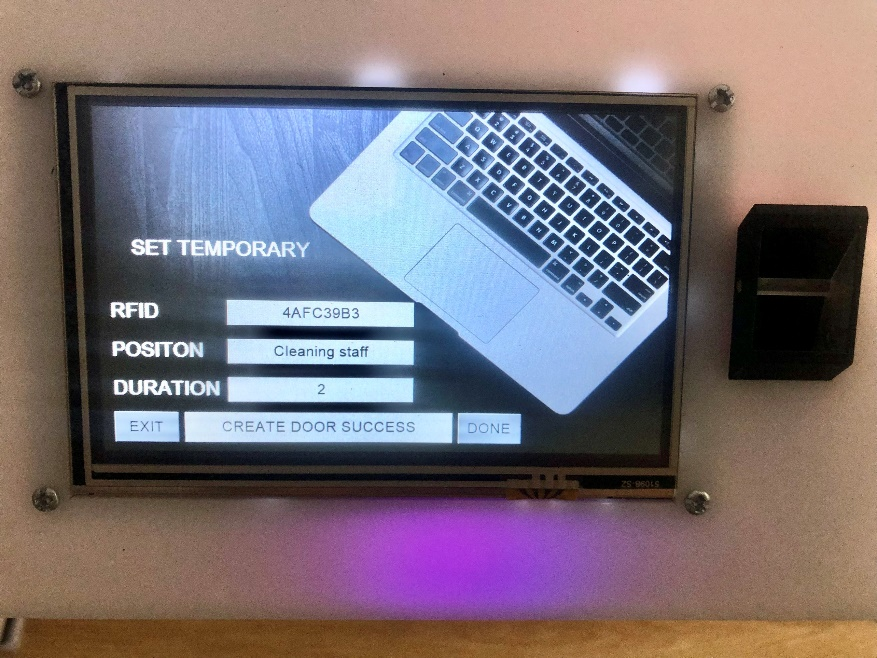 SET TEMPORARY
RFID 4AFC39B3
POSITON Cleaning staff
DURATION 2
EXIT CREATE DOOR SUCCESS DONE